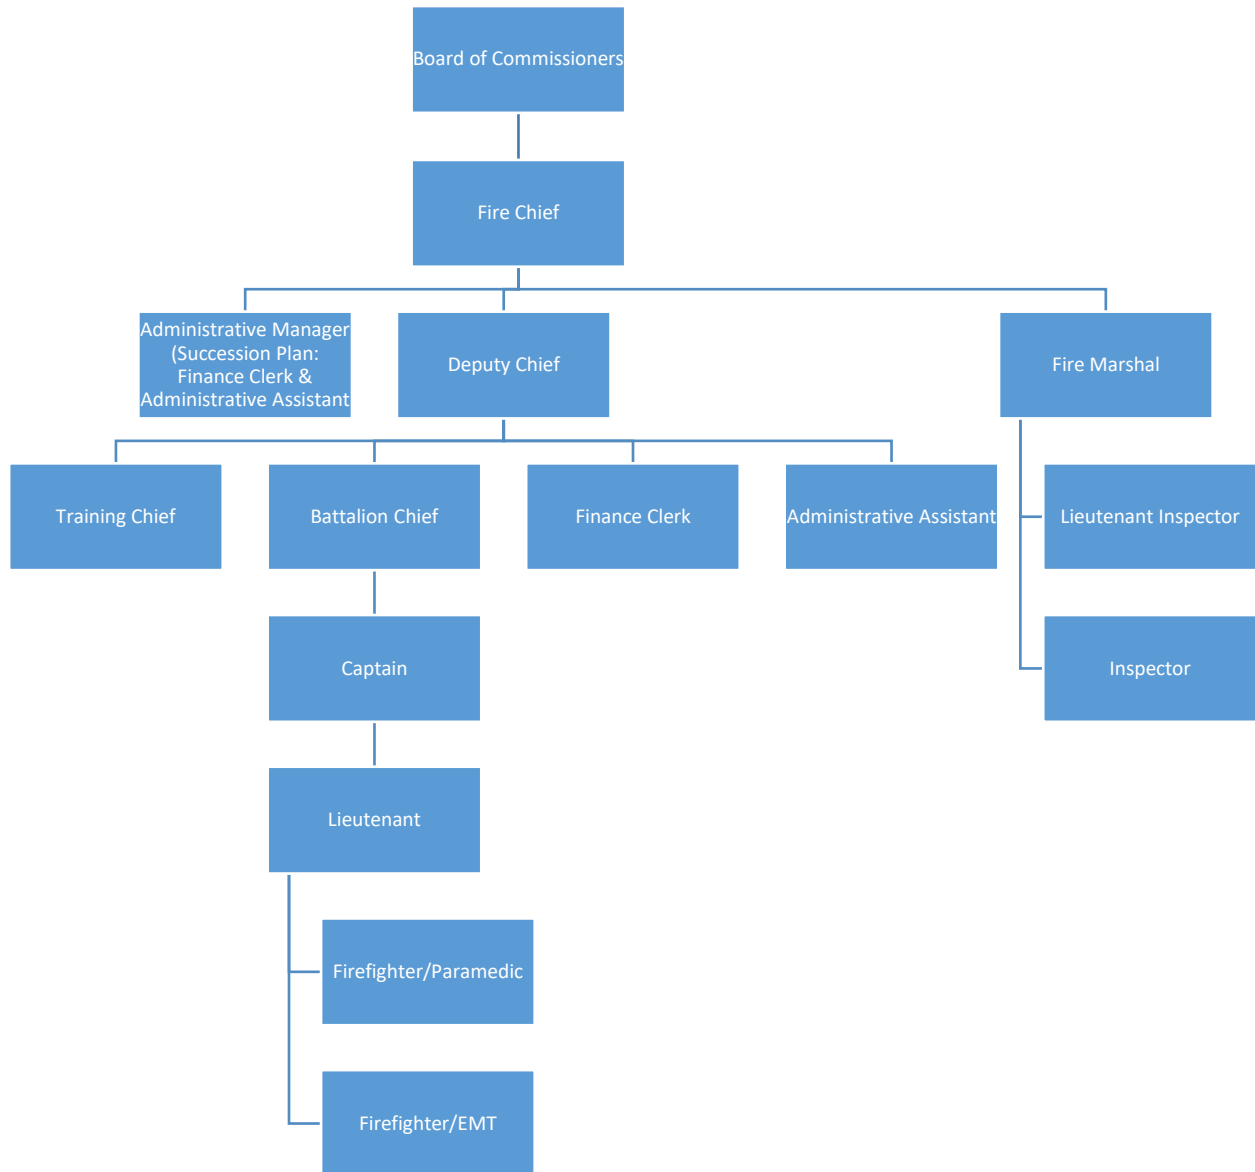 Board of Commissioners
Fire Chief
Administrative Manager
(Succession Plan:
Finance Clerk &
Administrative Assistant
Deputy Chief
Fire Marshal
Training Chief
Battalion Chief
Finance Clerk
Administrative Assistant
Lieutenant Inspector
Captain
Inspector
Lieutenant
Firefighter/Paramedic
Firefighter/EMT